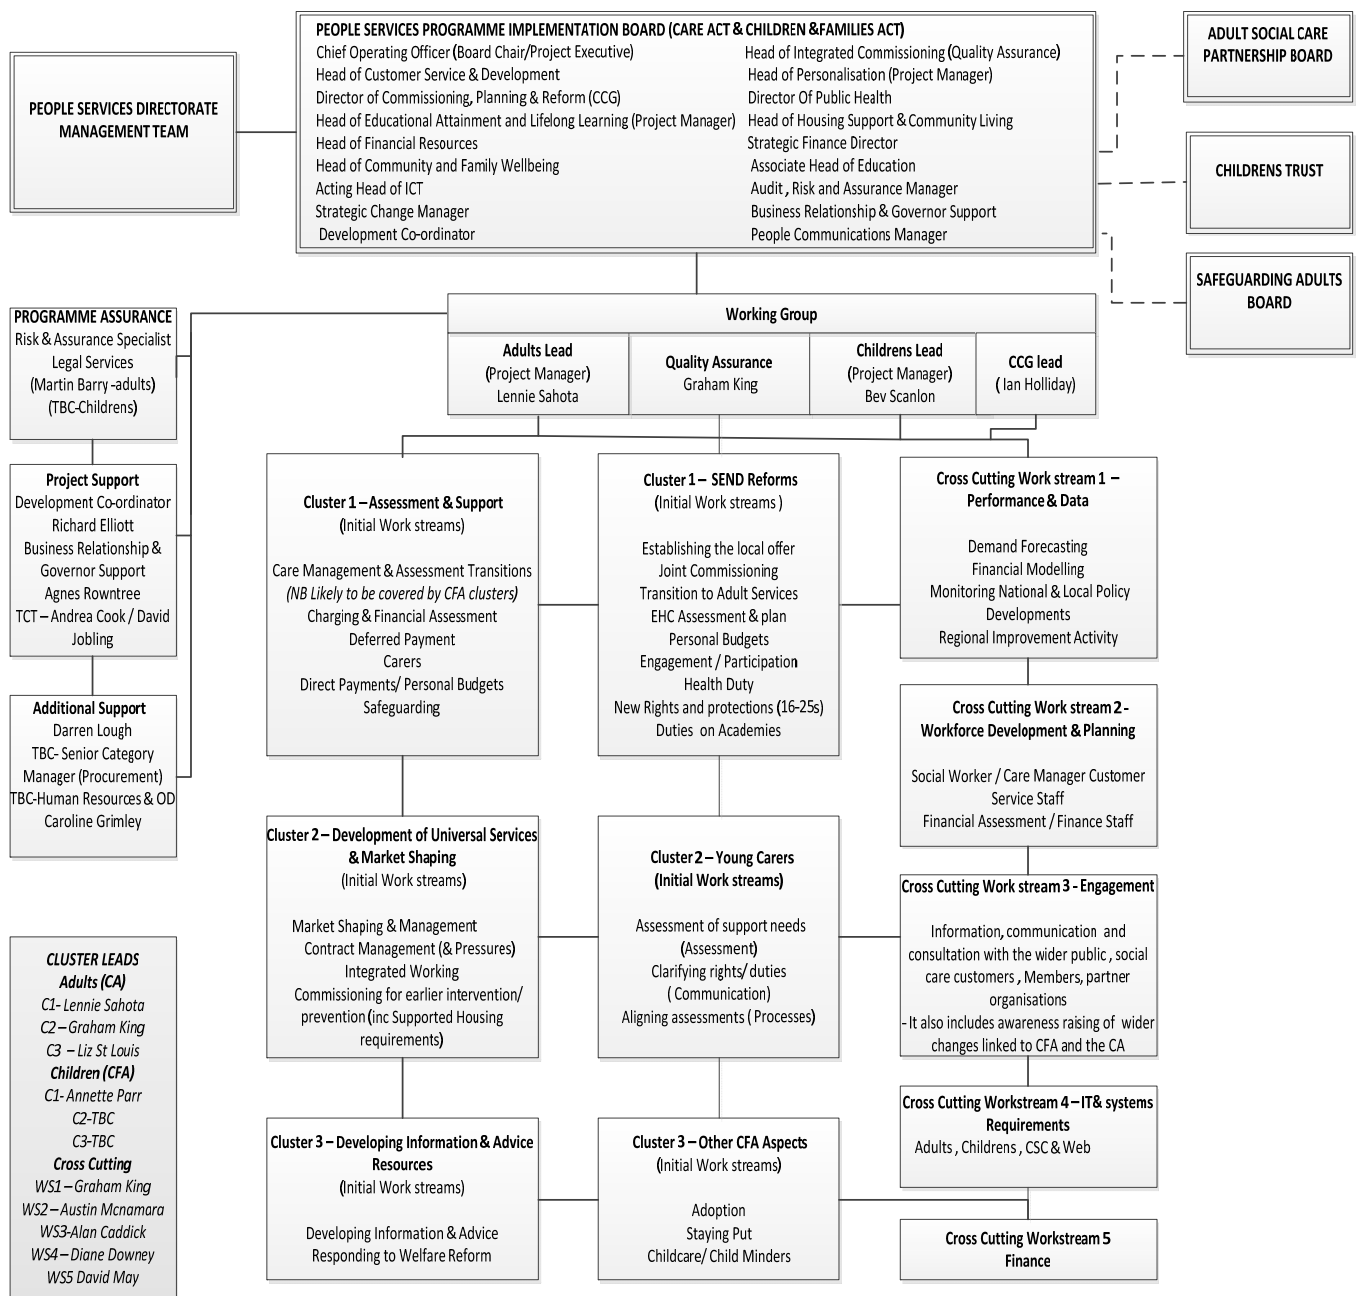 PEOPLE SERVICES DIRECTORATE
MANAGEMENT TEAM
PEOPLE SERVICES PROGRAMME IMPLEMENTATION BOARD (CARE ACT & CHILDREN &FAMILIES ACT)
Chief Operating Officer (Board Chair/Project Executive)
Head of Customer Service & Development
Director of Commissioning, Planning & Reform (CCG)
Head of Educational Attainment and Lifelong Learning (Project Manager)
Head of Financial Resources
Head of Community and Family Wellbeing
Acting Head of ICT
Strategic Change Manager
Development Co-ordinator
Head of Integrated Commissioning (Quality Assurance)
Head of Personalisation (Project Manager)
Director Of Public Health
Head of Housing Support & Community Living
Strategic Finance Director
Associate Head of Education
Audit , Risk and Assurance Manager
Business Relationship & Governor Support
People Communications Manager
ADULT SOCIAL CARE
PARTNERSHIP BOARD
CHILDRENS TRUST
SAFEGUARDING ADULTS
BOARD
PROGRAMME ASSURANCE
Risk & Assurance Specialist
Legal Services
(Martin Barry -adults)
(TBC-Childrens)
Project Support
Development Co-ordinator
Richard Elliott
Business Relationship &
Governor Support
Agnes Rowntree
TCT – Andrea Cook / David
Jobling
Additional Support
Darren Lough
TBC- Senior Category
Manager (Procurement)
TBC-Human Resources & OD
Caroline Grimley
CLUSTER LEADS
Adults (CA)
C1- Lennie Sahota
C2 – Graham King
C3 – Liz St Louis
Children (CFA)
C1- Annette Parr
C2-TBC
C3-TBC
Cross Cutting
WS1 – Graham King
WS2 – Austin Mcnamara
WS3-Alan Caddick
WS4 – Diane Downey
WS5 David May
Working Group
Adults Lead
(Project Manager)
Lennie Sahota
Quality Assurance
Graham King
Childrens Lead
(Project Manager)
Bev Scanlon
CCG lead
( Ian Holliday)
Cluster 1 – Assessment & Support
(Initial Work streams)
Care Management & Assessment Transitions
(NB Likely to be covered by CFA clusters)
Charging & Financial Assessment
Deferred Payment
Carers
Direct Payments/ Personal Budgets
Safeguarding
Cluster 1 – SEND Reforms
(Initial Work streams )
Establishing the local offer
Joint Commissioning
Transition to Adult Services
EHC Assessment & plan
Personal Budgets
Engagement / Participation
Health Duty
New Rights and protections (16-25s)
Duties on Academies
Cross Cutting Work stream 1 –
Performance & Data
Demand Forecasting
Financial Modelling
Monitoring National & Local Policy
Developments
Regional Improvement Activity
Cross Cutting Work stream 2 -
Workforce Development & Planning
Social Worker / Care Manager Customer
Service Staff
Financial Assessment / Finance Staff
Cluster 2 – Development of Universal Services
& Market Shaping
(Initial Work streams)
Market Shaping & Management
Contract Management (& Pressures)
Integrated Working
Commissioning for earlier intervention/
prevention (inc Supported Housing
requirements)
Cluster 2 – Young Carers
(Initial Work streams)
Assessment of support needs
(Assessment)
Clarifying rights/ duties
( Communication)
Aligning assessments ( Processes)
Cross Cutting Work stream 3 - Engagement
Information, communication and
consultation with the wider public , social
care customers , Members, partner
organisations
- It also includes awareness raising of wider
changes linked to CFA and the CA
Cross Cutting Workstream 4 – IT& systems
Requirements
Adults , Childrens , CSC & Web
Cluster 3 – Developing Information & Advice
Resources
(Initial Work streams)
Developing Information & Advice
Responding to Welfare Reform
Cluster 3 – Other CFA Aspects
(Initial Work streams)
Adoption
Staying Put
Childcare/ Child Minders
Cross Cutting Workstream 5
Finance